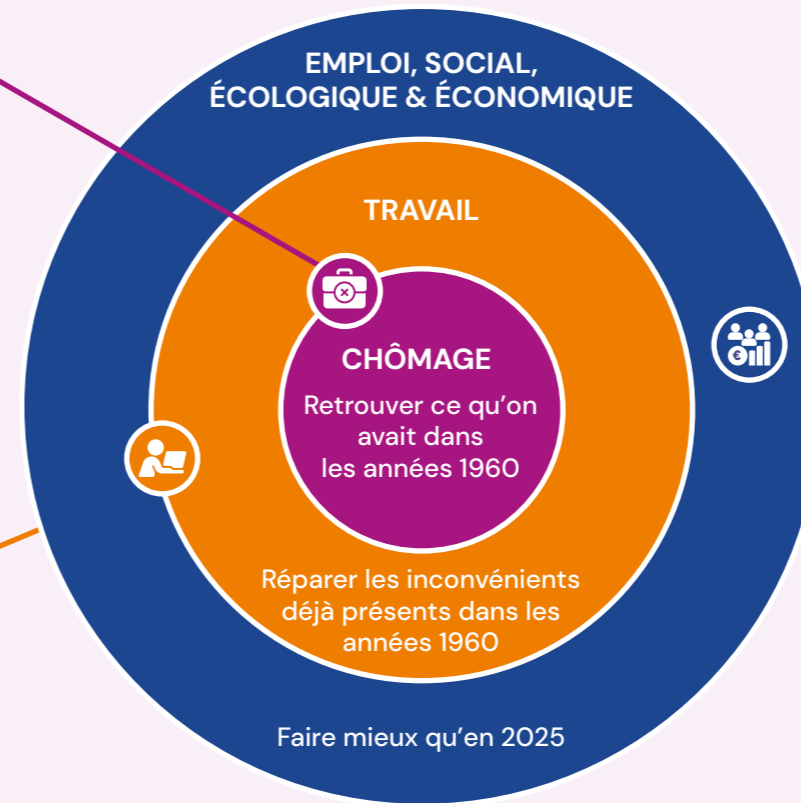 EMPLOI, SOCIAL,
ÉCOLOGIQUE & ÉCONOMIQUE
TRAVAIL
CHÔMAGE
Retrouver ce qu’on
avait dans
les années 1960
€
Réparer les inconvénients
déjà présents dans les
années 1960
Faire mieux qu’en 2025